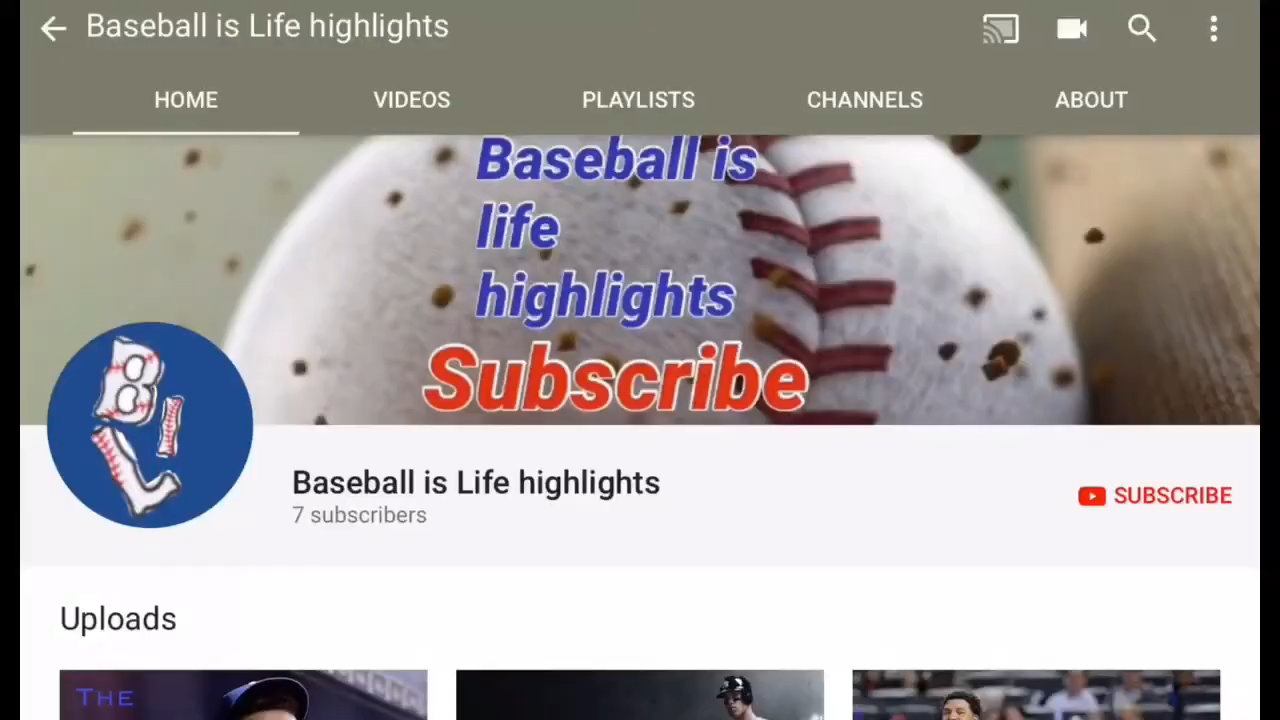 Baseball is Life highlights
HOME VIDEOS PLAYLISTS CHANNELS ABOUT
Baseball is
life
highlights
Subscribe
B
I
L
Baseball is Life highlights
7 subscribers
SUBSCRIBE
Uploads
THE